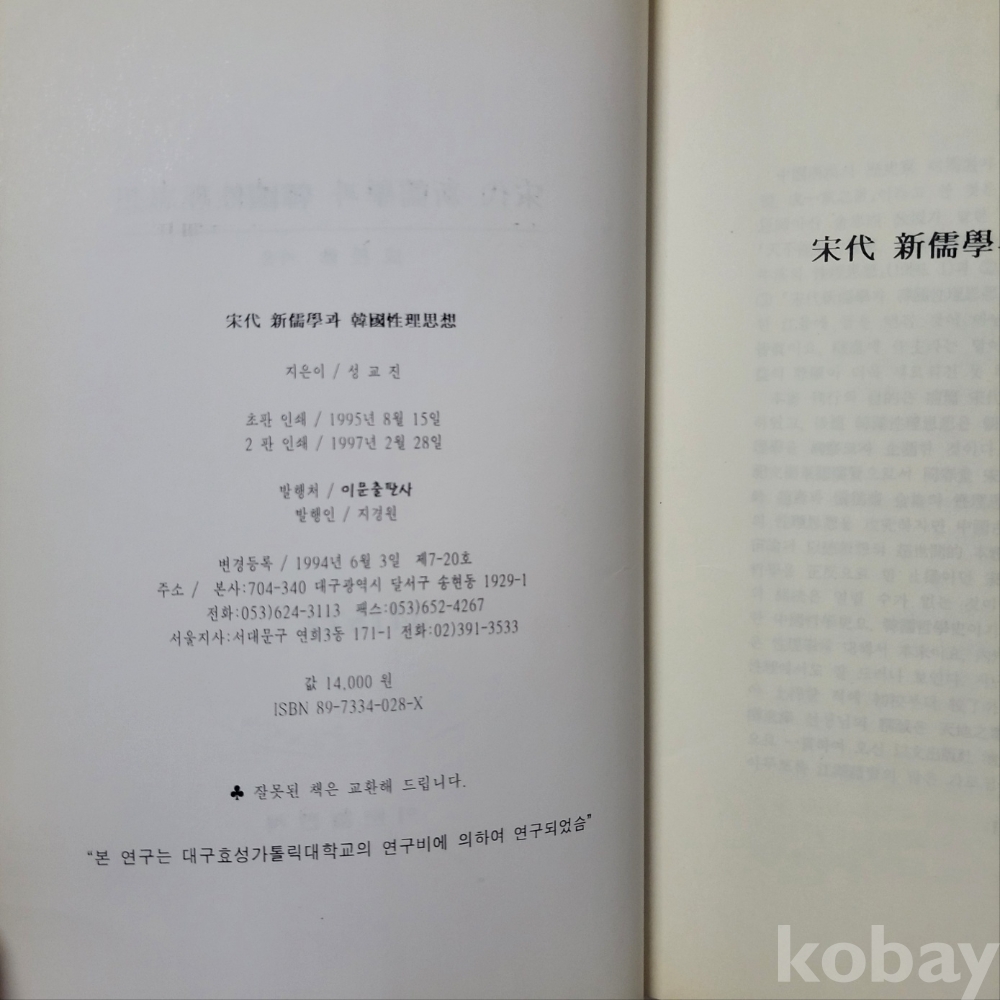 宋代 新儒學과 韓國性理思想
지은이 / 성 교 진
초판 인쇄 / 1995년 8월 15일
2 판 인쇄 / 1997년 2월 28일
발행처 / 이문출판사
발행인 / 지경원
변경등록 / 1994년 6월 3일 제7-20호
주소 / 본사:704-340 대구광역시 달서구 송현동 1929-1
전화:053)624-3113 팩스:053)652-4267
서울지사:서대문구 연희3동 171-1 전화:02)391-3533
값 14,000 원
ISBN 89-7334-028-X
♣ 잘못된 책은 교환해 드립니다.
“본 연구는 대구효성가톨릭대학교의 연구비에 의하여 연구되었슴”
宋代 新儒學
kobay